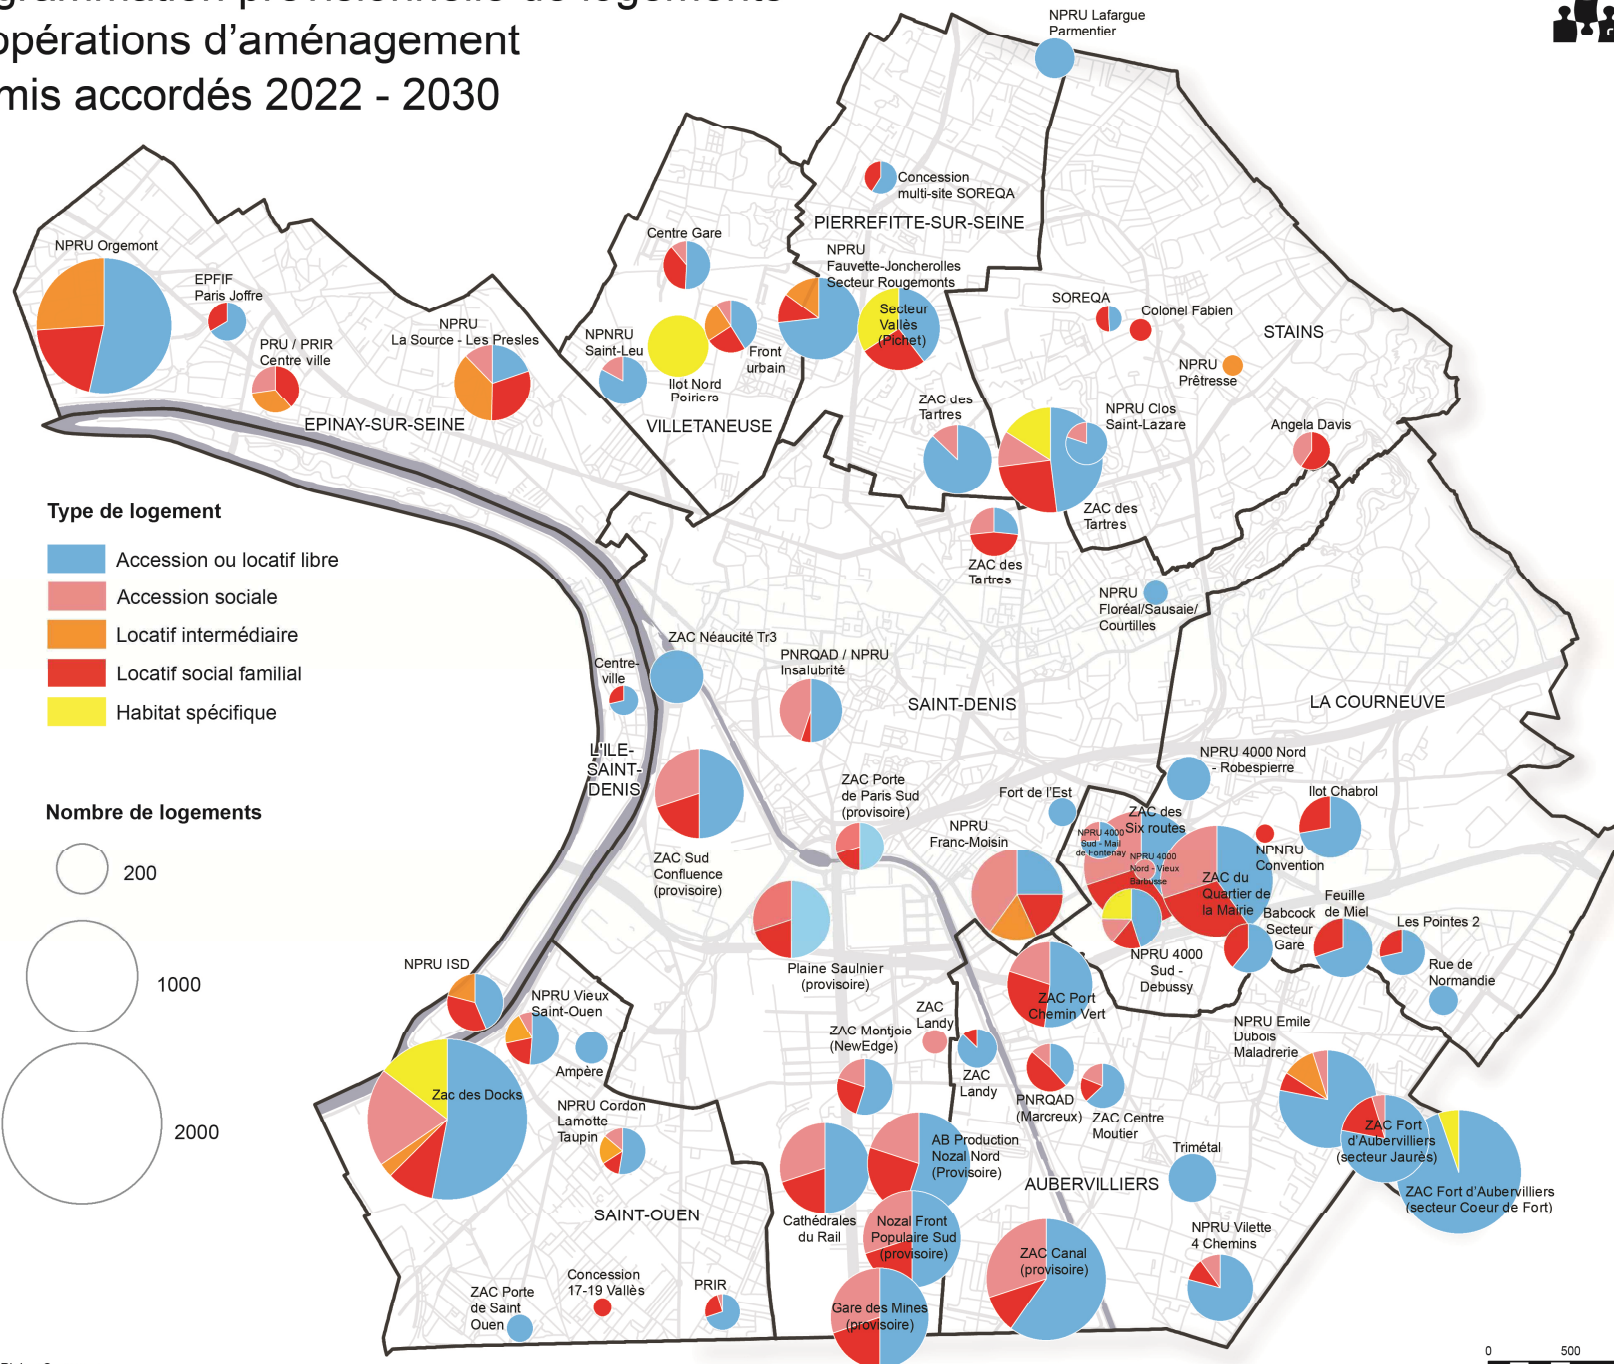 opérations d'aménagement
mis accordés 2022 - 2030
NPRU Lafargue
Parmentier
Concession
multi-site SOREQA
PIERREFITTE-SUR-SEINE
NPRU Orgemont
EPFIF
Paris Joffre
PRU / PRIR
Centre ville
NPRU
La Source - Les Presles
EPINAY-SUR-SEINE
Centre Gare
NPNRU
Saint-Leu
Ilot Nord
Poiriers
Front
urbain
VILLETANEUSE
NPRU
Fauvette-Joncherolles
Secteur Rougemonts
Secteur
Vallès
(Pichet)
SOREQA
Colonel Fabien
STAINS
NPRU
Prêtresse
ZAC des
Tartres
NPRU Clos
Saint-Lazare
Angela Davis
ZAC des
Tartres
ZAC des
Tartres
NPRU
Floréal/Sausaie/
Courtilles
Type de logement
Accession ou locatif libre
Accession sociale
Locatif intermédiaire
Locatif social familial
Habitat spécifique
Nombre de logements
200
1000
2000
ZAC Néaucité Tr3
Centre-
ville
PNRQAD / NPRU
Insalubrité
SAINT-DENIS
LA COURNEUVE
L'ILE-
SAINT-
DENIS
ZAC Sud
Confluence
(provisoire)
ZAC Porte
de Paris Sud
(provisoire)
Fort de l'Est
NPRU
Franc-Moisin
NPRU 4000 Nord
- Robespierre
Ilot Chabrol
ZAC des
Six routes
NPRU 4000
Sud - Mail
de Fontenay
NPRU 4000
Nord - Vieux
Barbusse
NPNRU
Convention
ZAC du
Quartier de
la Mairie
Feuille
de Miel
Babcock
Secteur
Gare
Les Pointes 2
Rue de
Normandie
NPRU 4000
Sud -
Debussy
Plaine Saulnier
(provisoire)
NPRU ISD
NPRU Vieux
Saint-Ouen
Ampère
ZAC Port
Chemin Vert
ZAC
Landy
ZAC Montjoie
(NewEdge)
ZAC
Landy
PNRQAD
(Marcreux)
ZAC Centre
Moutier
NPRU Emile
Dubois
Maladrerie
Zac des Docks
NPRU Cordon
Lamotte
Taupin
AB Production
Nozal Nord
(Provisoire)
ZAC Fort
d'Aubervilliers
(secteur Jaurès)
Trimétal
AUBERVILLIERS
ZAC Fort d'Aubervilliers
(secteur Coeur de Fort)
SAINT-OUEN
Cathédrales
du Rail
Nozal Front
Populaire Sud
(provisoire)
NPRU Vilette
4 Chemins
ZAC Canal
(provisoire)
Concession
17-19 Vallès
PRIR
ZAC Porte
de Saint
Ouen
Gare des Mines
(provisoire)
0 500